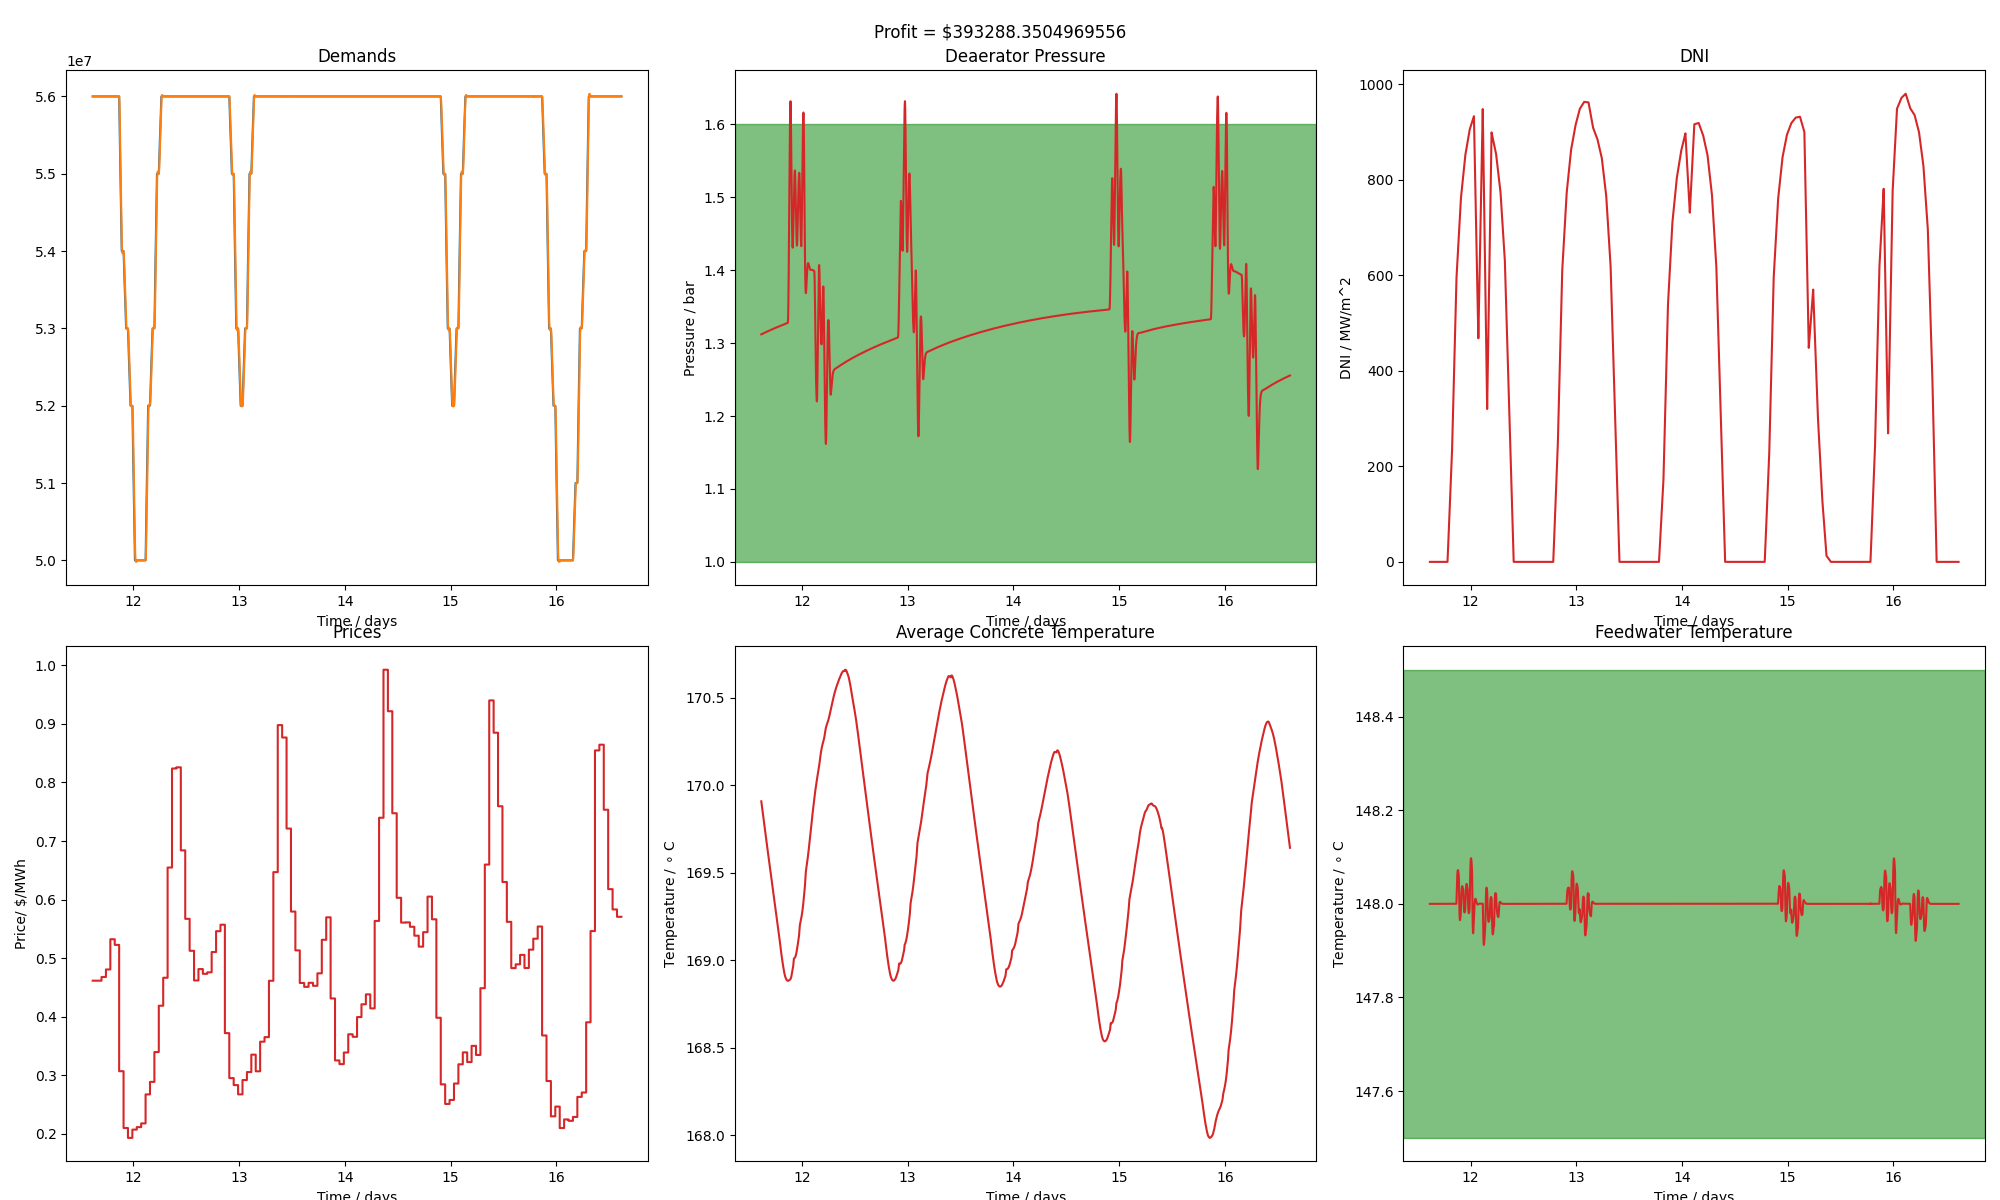 Profit = $393288.3504969556
Demands
1e7
5.6
5.5
5.4
5.3
5.2
5.1
5.0
12 13 14 15 16
Time / days
Deaerator Pressure
Pressure / bar
1.6
1.5
1.4
1.3
1.2
1.1
1.0
12 13 14 15 16
Time / days
DNI
DNI / MW/m^2
1000
800
600
400
200
0
12 13 14 15 16
Time / days
Prices
Price/ $/MWh
1.0
0.9
0.8
0.7
0.6
0.5
0.4
0.3
0.2
12 13 14 15 16
Time / days
Average Concrete Temperature
Temperature / ∘ C
170.5
170.0
169.5
169.0
168.5
168.0
12 13 14 15 16
Time / days
Feedwater Temperature
Temperature / ∘ C
148.4
148.2
148.0
147.8
147.6
12 13 14 15 16
Time / days